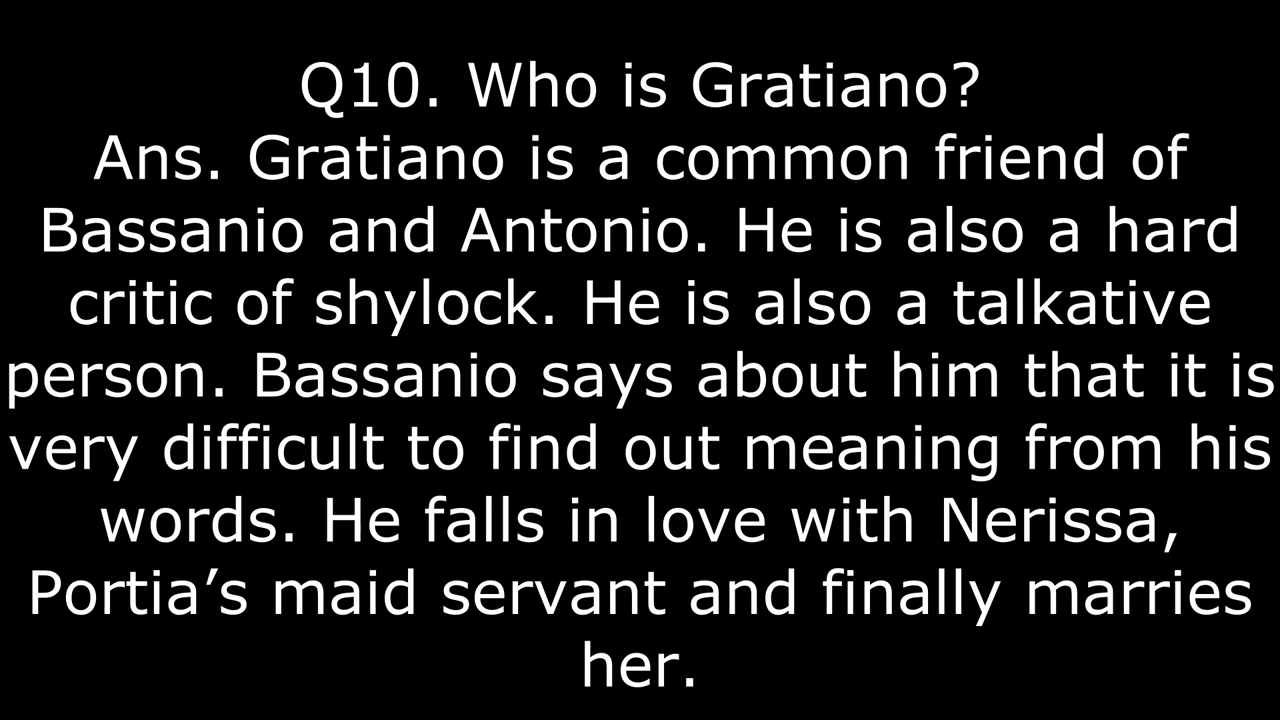 Q10. Who is Gratiano?
Ans. Gratiano is a common friend of
Bassanio and Antonio. He is also a hard
critic of shylock. He is also a talkative
person. Bassanio says about him that it is
very difficult to find out meaning from his
words. He falls in love with Nerissa,
Portia’s maid servant and finally marries
her.